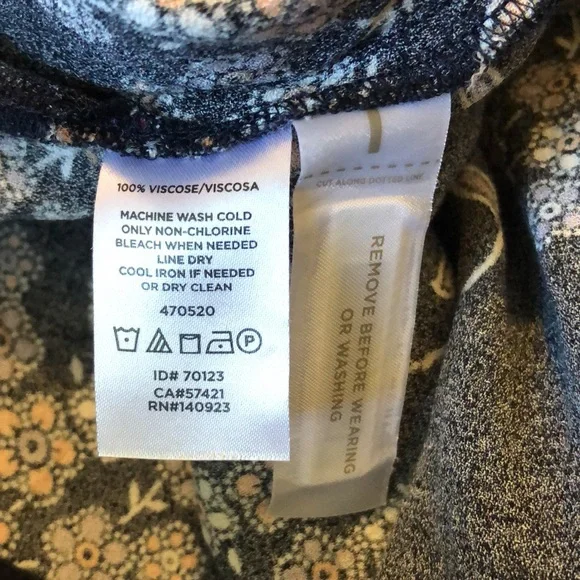 100% VISCOSE/VISCOSA
MACHINE WASH COLD
ONLY NON-CHLORINE
BLEACH WHEN NEEDED
LINE DRY
COOL IRON IF NEEDED
OR DRY CLEAN
470520
P
ID# 70123
CA#57421
RN#140923
CUT ALONG DOTTED LINE
REMOVE BEFORE WEARING
OR WASHING